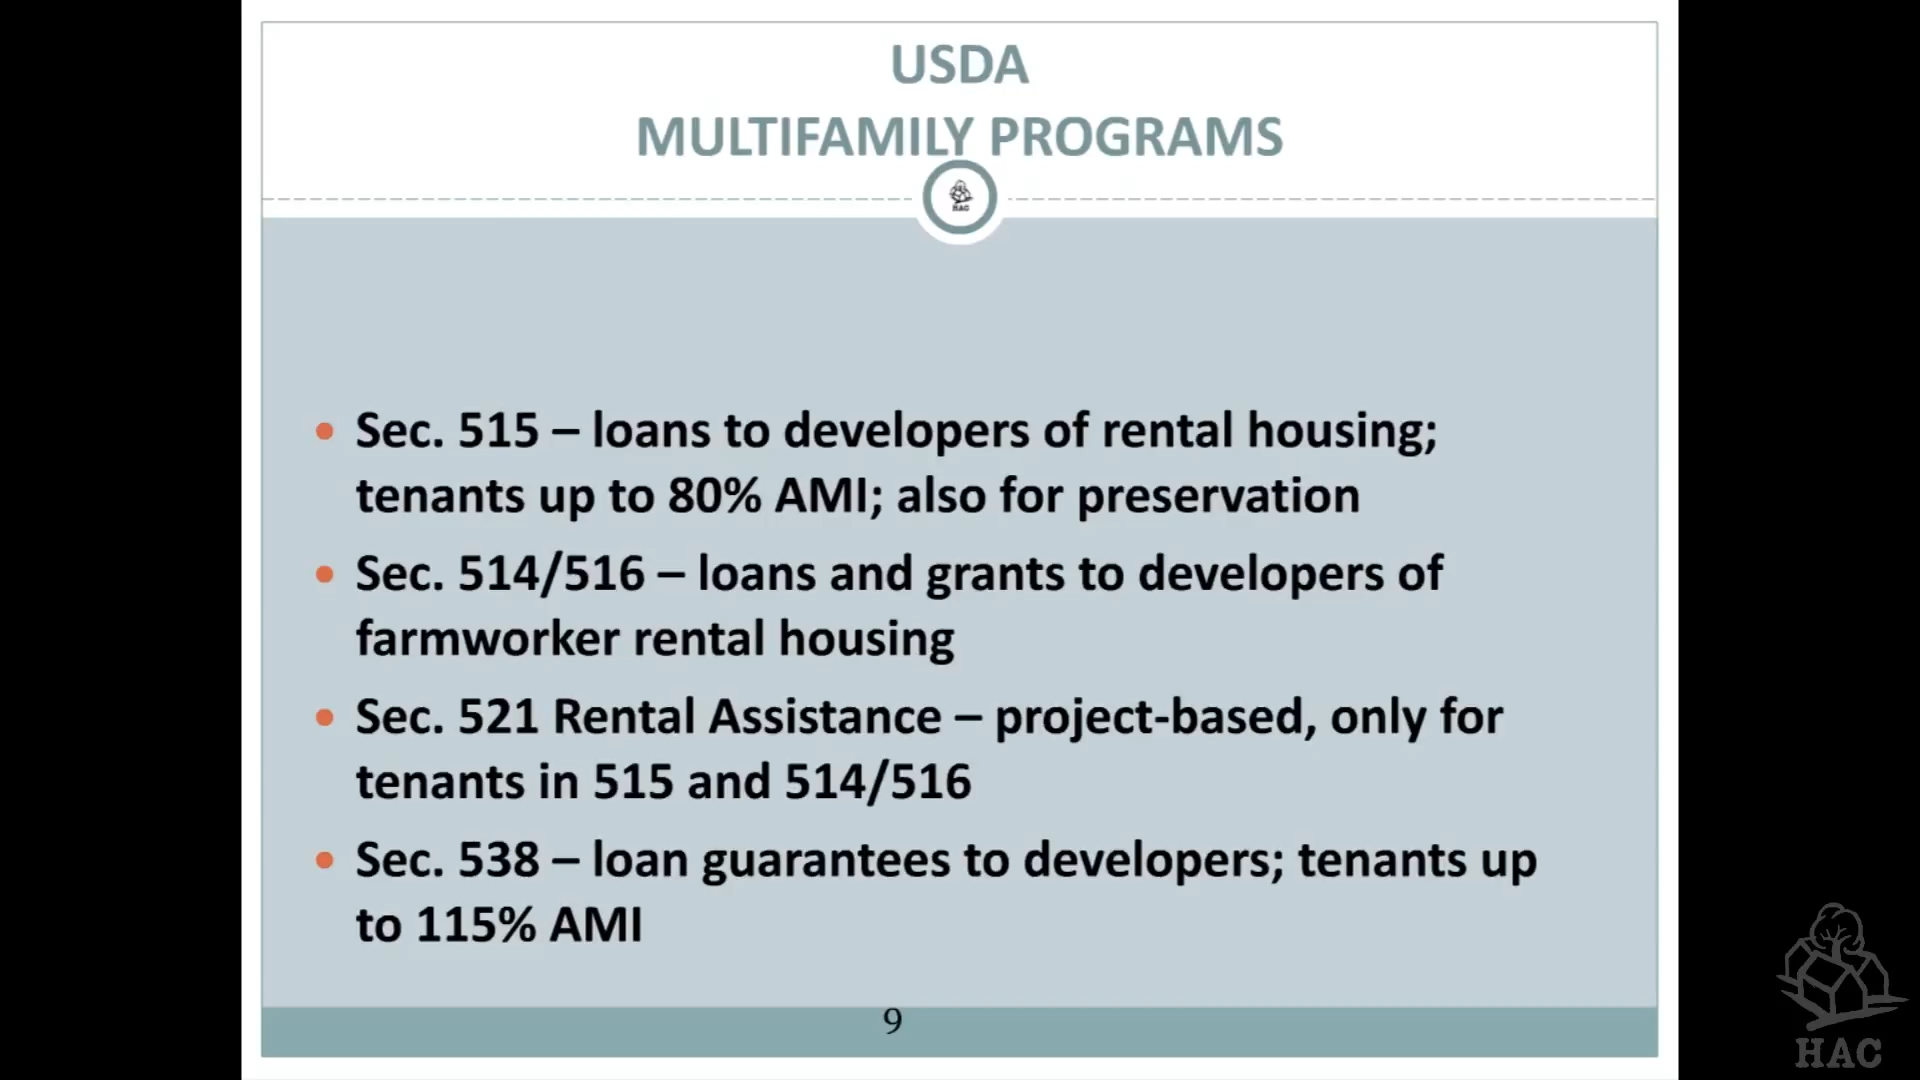 USDA
MULTIFAMILY PROGRAMS
HAC
• Sec. 515 – loans to developers of rental housing;
tenants up to 80% AMI; also for preservation
• Sec. 514/516 – loans and grants to developers of
farmworker rental housing
• Sec. 521 Rental Assistance – project-based, only for
tenants in 515 and 514/516
• Sec. 538 – loan guarantees to developers; tenants up
to 115% AMI
9
HAC